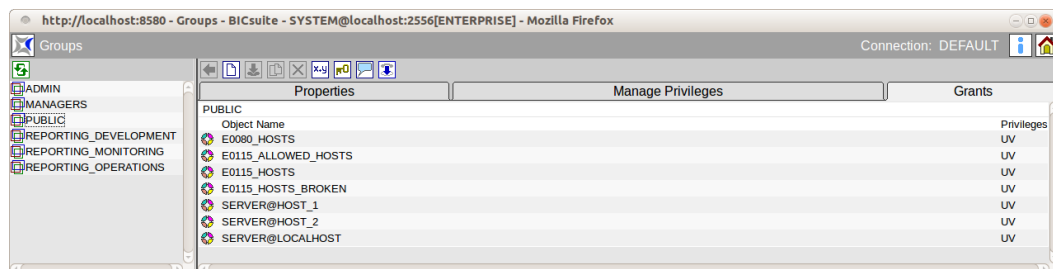 http://localhost:8580 - Groups - BICsuite - SYSTEM@localhost:2556[ENTERPRISE] - Mozilla Firefox
Groups
Connection: DEFAULT
ADMIN
MANAGERS
PUBLIC
REPORTING_DEVELOPMENT
REPORTING_MONITORING
REPORTING_OPERATIONS
Properties
Manage Privileges
Grants
PUBLIC
Object Name Privileges
E0080_HOSTS UV
E0115_ALLOWED_HOSTS UV
E0115_HOSTS UV
E0115_HOSTS_BROKEN UV
SERVER@HOST_1 UV
SERVER@HOST_2 UV
SERVER@LOCALHOST UV